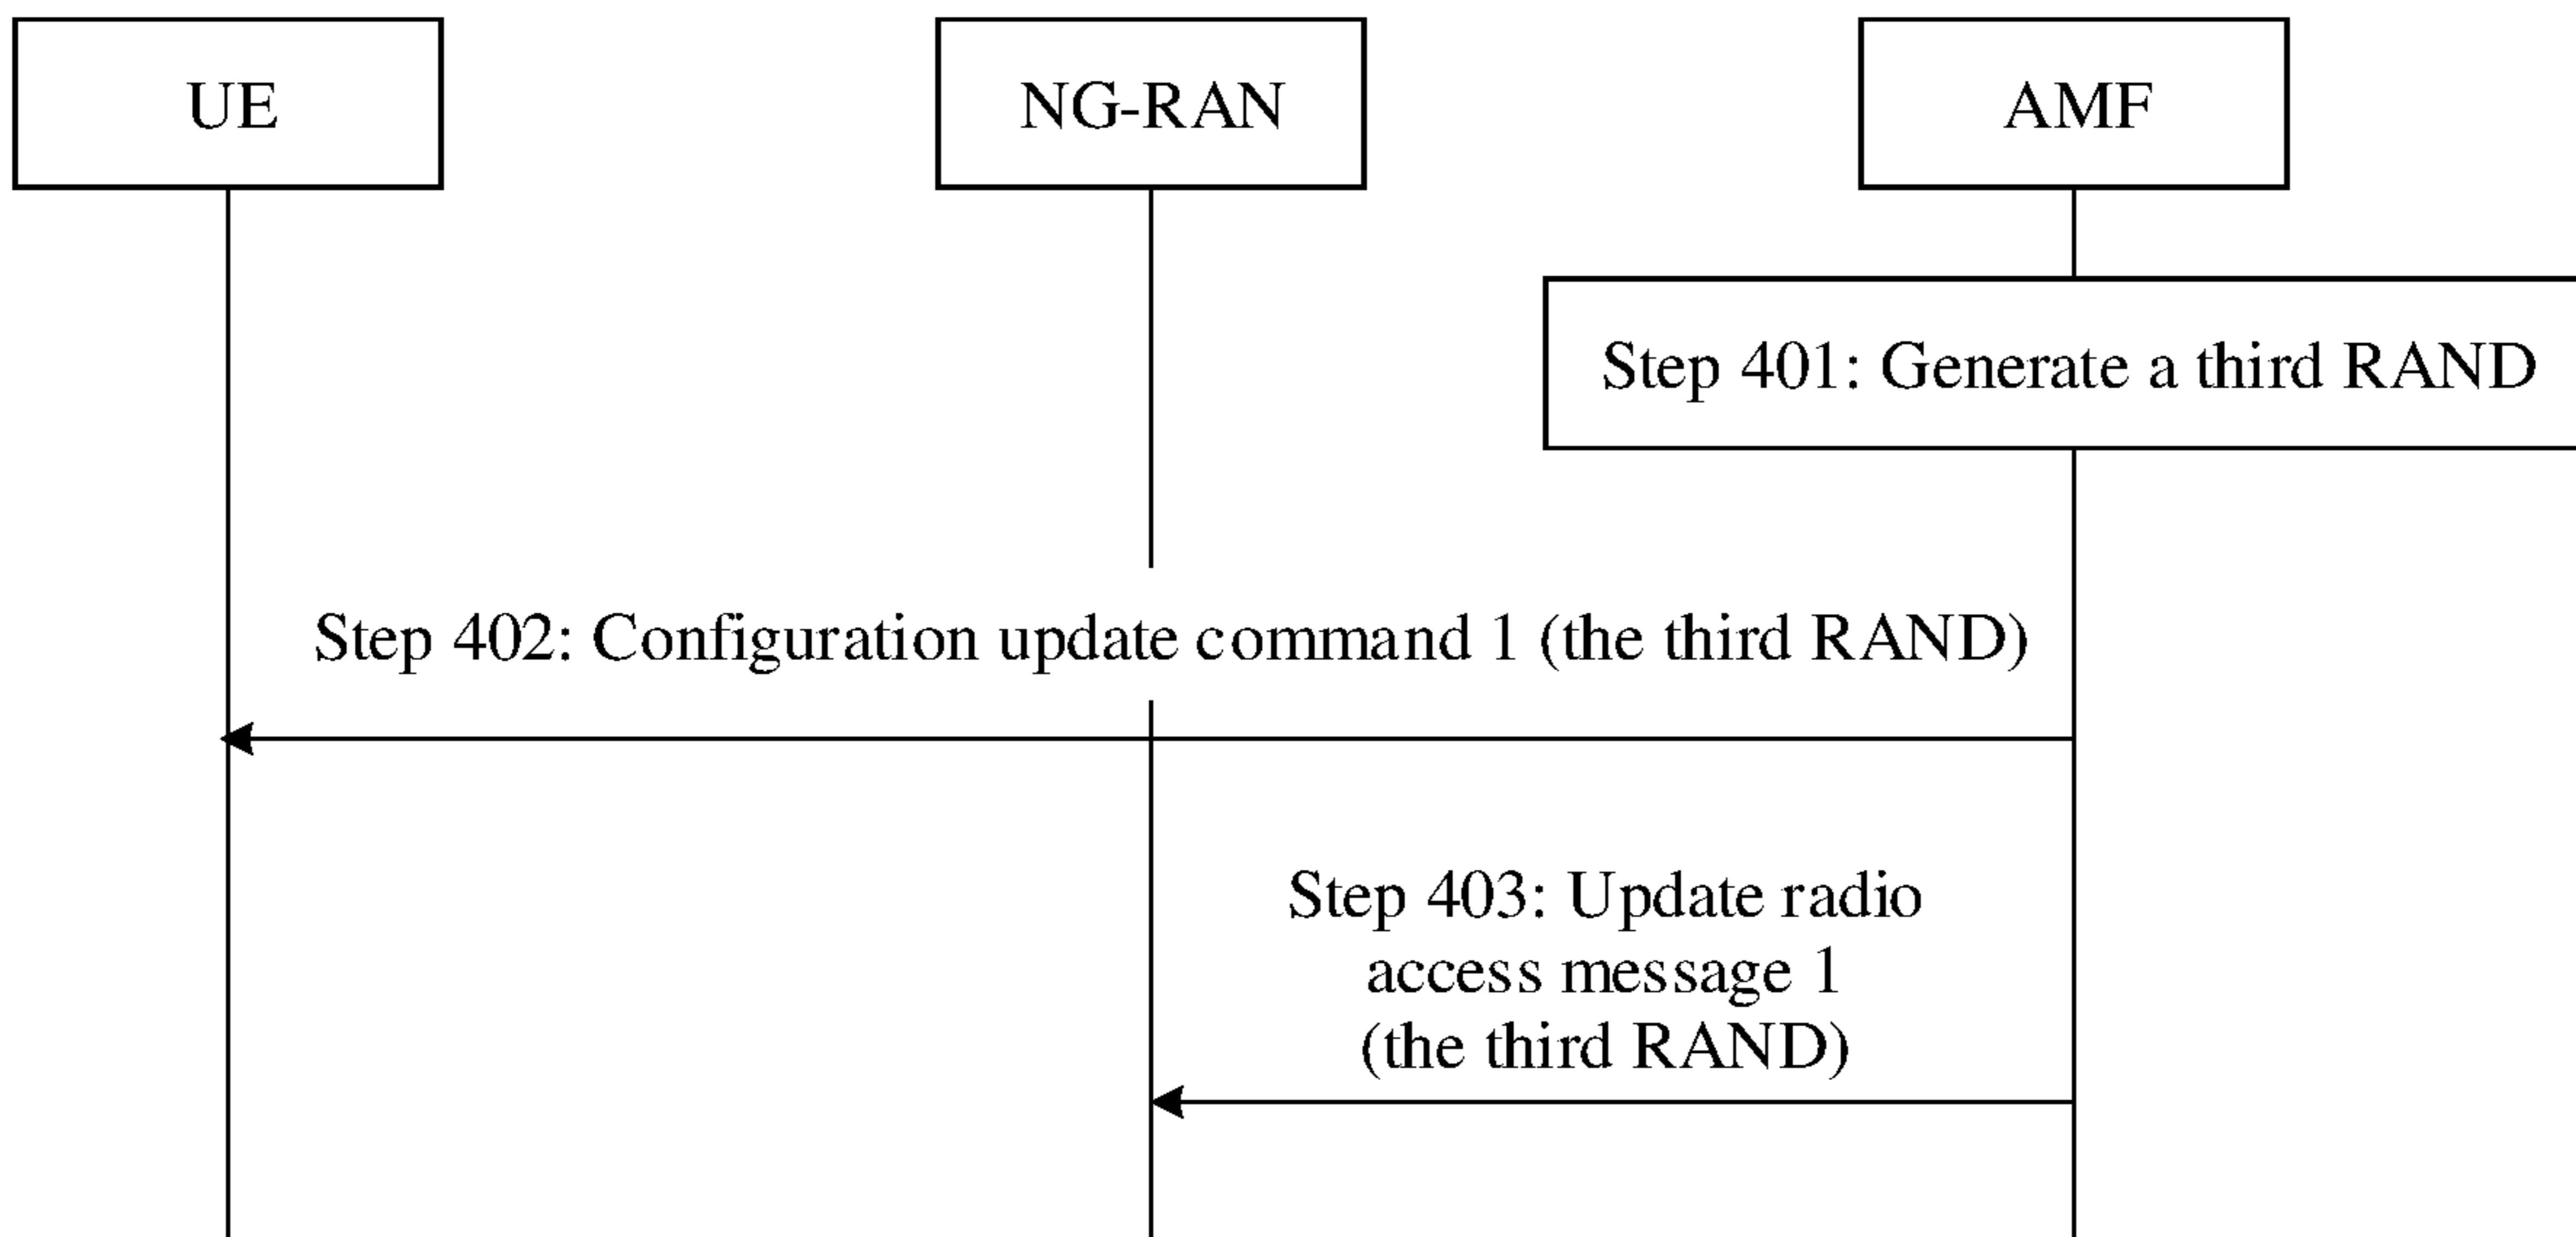 UE
NG-RAN
AMF
Step 401: Generate a third RAND
Step 402: Configuration update command 1 (the third RAND)
Step 403: Update radio
access message 1
(the third RAND)